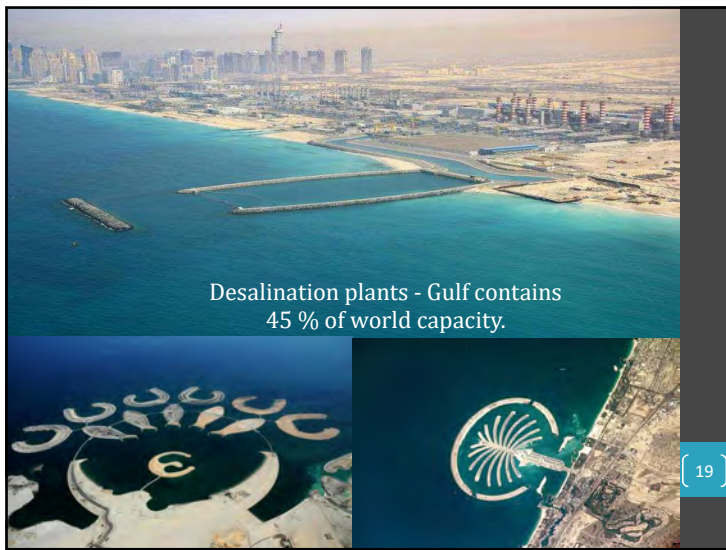 Desalination plants - Gulf contains
45 % of world capacity.
19